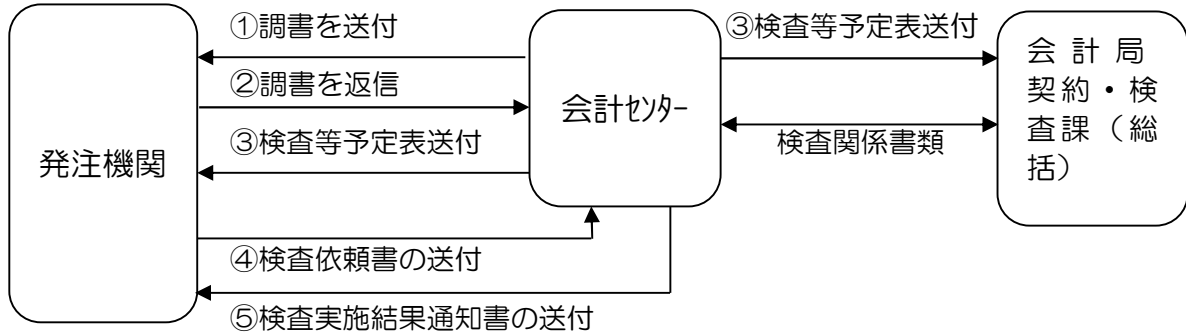 ①調書を送付
③検査等予定表送付
②調書を返信
会計ｾﾝﾀｰ
会計局
契約・検
査課（総
括）
発注機関
③検査等予定表送付
検査関係書類
④検査依頼書の送付
⑤検査実施結果通知書の送付